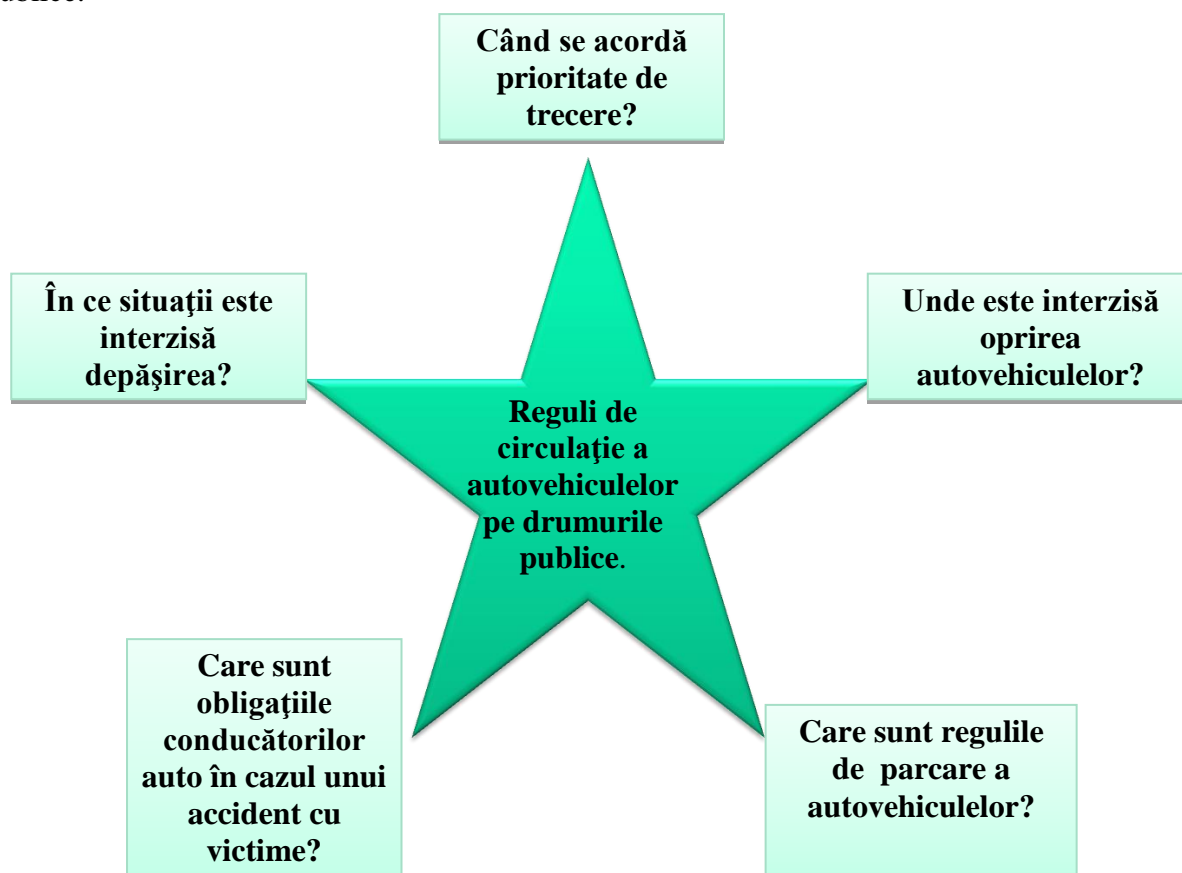 Când se acordă
prioritate de
trecere?
În ce situaţii este
interzisă
depăşirea?
Unde este interzisă
oprirea
autovehiculelor?
Reguli de
circulaţie a
autovehiculelor
pe drumurile
publice.
Care sunt
obligaţiile
conducătorilor
auto în cazul unui
accident cu
victime?
Care sunt regulile
de parcare a
autovehiculelor?